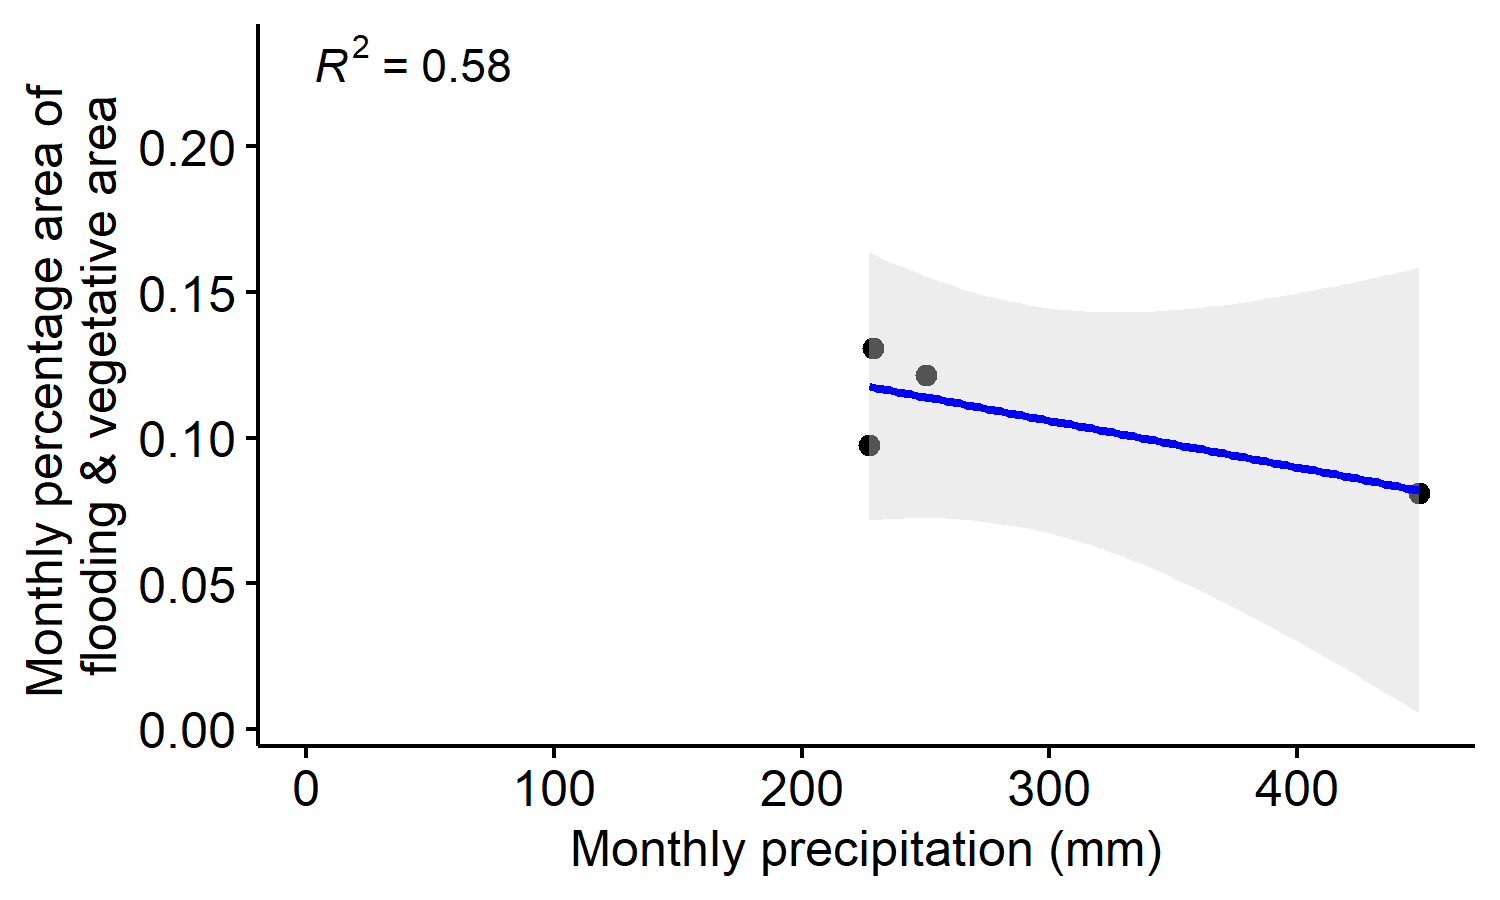 R² = 0.58
Monthly percentage area of
flooding & vegetative area
0.20
0.15
0.10
0.05
0.00
0 100 200 300 400
Monthly precipitation (mm)